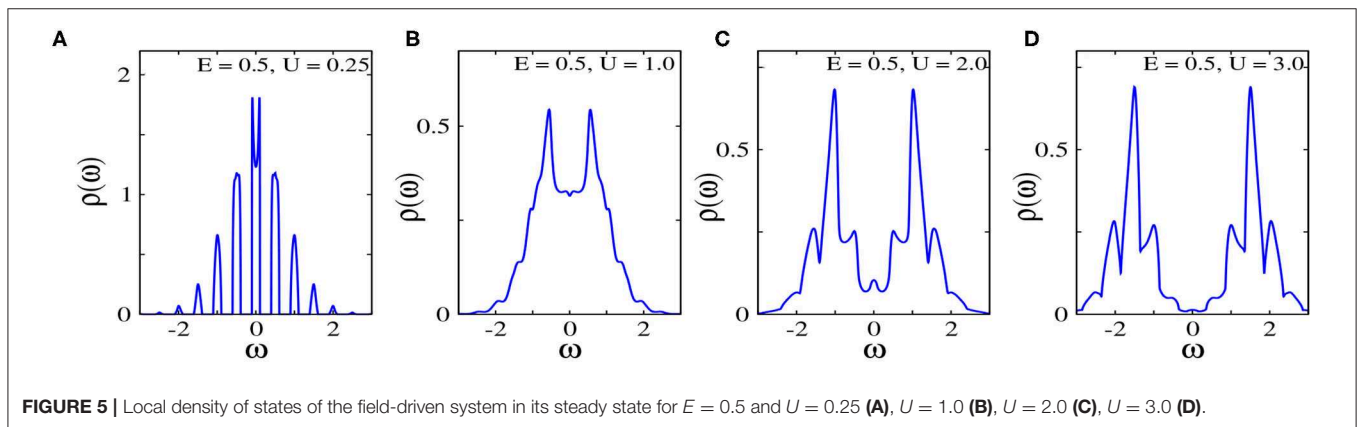 A
B
C
D
E = 0.5, U = 0.25
E = 0.5, U = 1.0
E = 0.5, U = 2.0
E = 0.5, U = 3.0
2
1
0
ρ(ω)
-2
0
2
ω
0.5
0
ρ(ω)
-2
0
2
ω
0.5
0
ρ(ω)
-2
0
2
ω
0.5
0
ρ(ω)
-2
0
2
ω
FIGURE 5 | Local density of states of the field-driven system in its steady state for E = 0.5 and U = 0.25 (A), U = 1.0 (B), U = 2.0 (C), U = 3.0 (D).